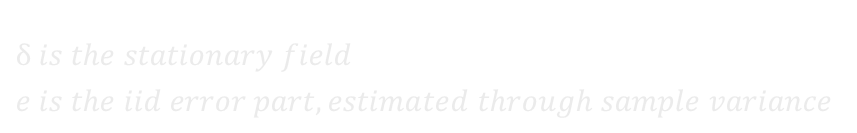 δ is the stationary field
e is the iid error part, estimated through sample variance